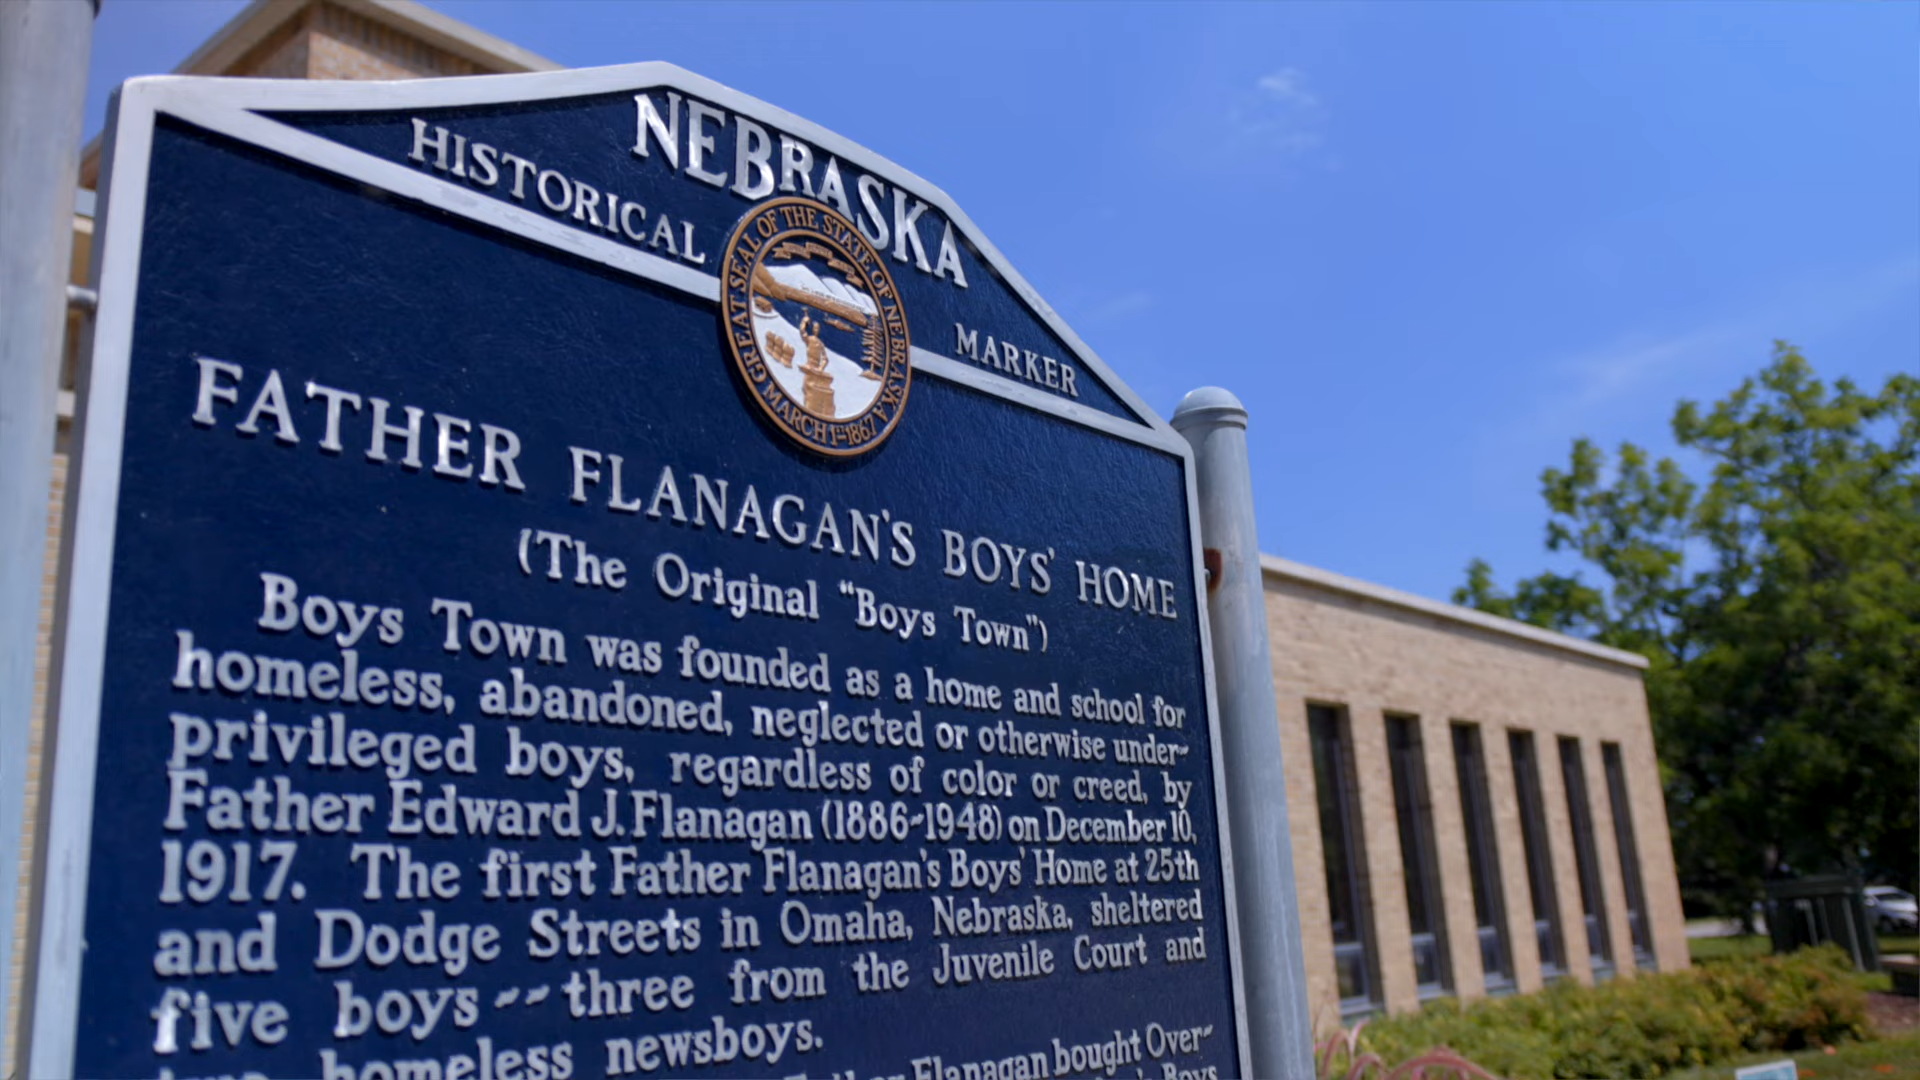 NEBRASKA
HISTORICAL MARKER
GREAT SEAL OF THE STATE OF NEBRASKA
MARCH 1ST 1867
FATHER FLANAGAN'S BOYS' HOME
(The Original "Boys Town")
Boys Town was founded as a home and school for
homeless, abandoned, neglected or otherwise under-
privileged boys, regardless of color or creed, by
Father Edward J. Flanagan (1886-1948) on December 10,
1917. The first Father Flanagan's Boys' Home at 25th
and Dodge Streets in Omaha, Nebraska, sheltered
five boys--three from the Juvenile Court and
two homeless newsboys.
Father Flanagan bought Over-
Boys